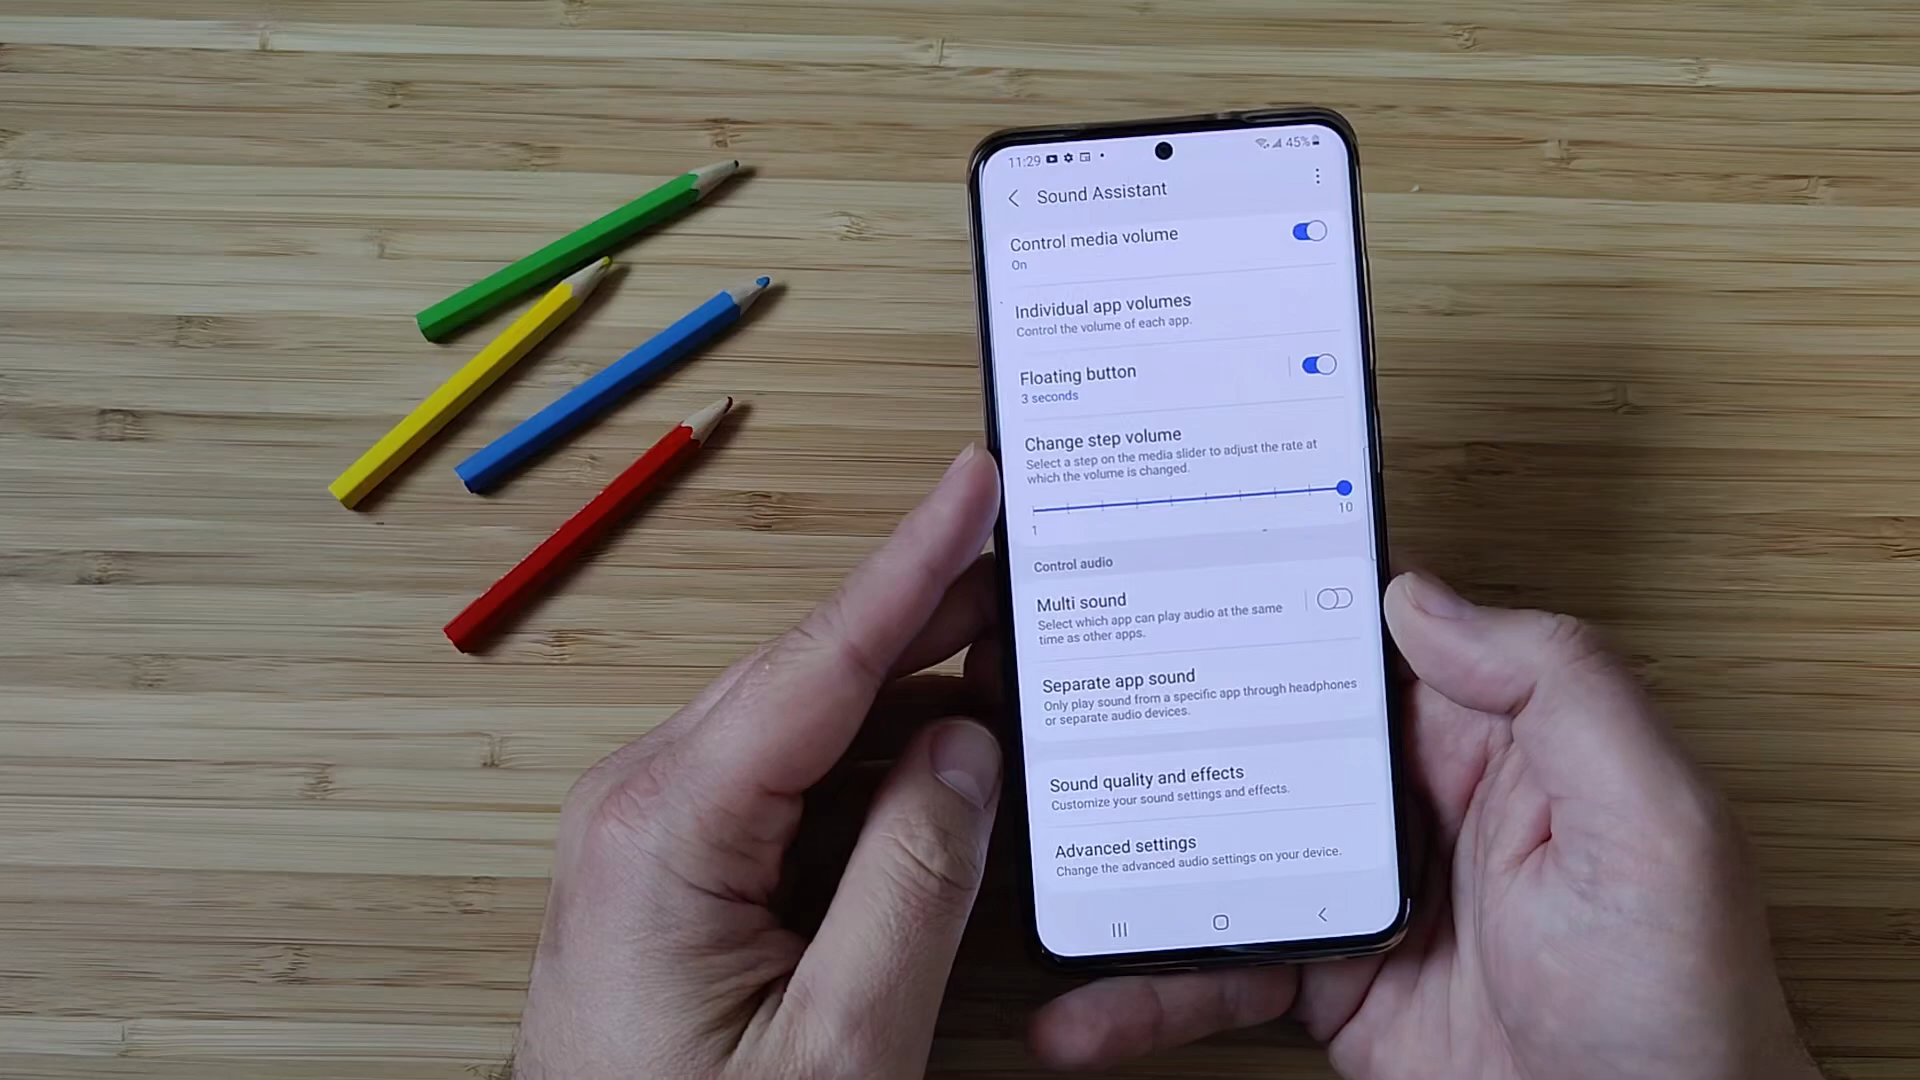 11:29 45%
Sound Assistant
Control media volume
On
Individual app volumes
Control the volume of each app.
Floating button
3 seconds
Change step volume
Select a step on the media slider to adjust the rate at
which the volume is changed.
1 10
Control audio
Multi sound
Select which app can play audio at the same
time as other apps.
Separate app sound
Only play sound from a specific app through headphones
or separate audio devices.
Sound quality and effects
Customize your sound settings and effects.
Advanced settings
Change the advanced audio settings on your device.